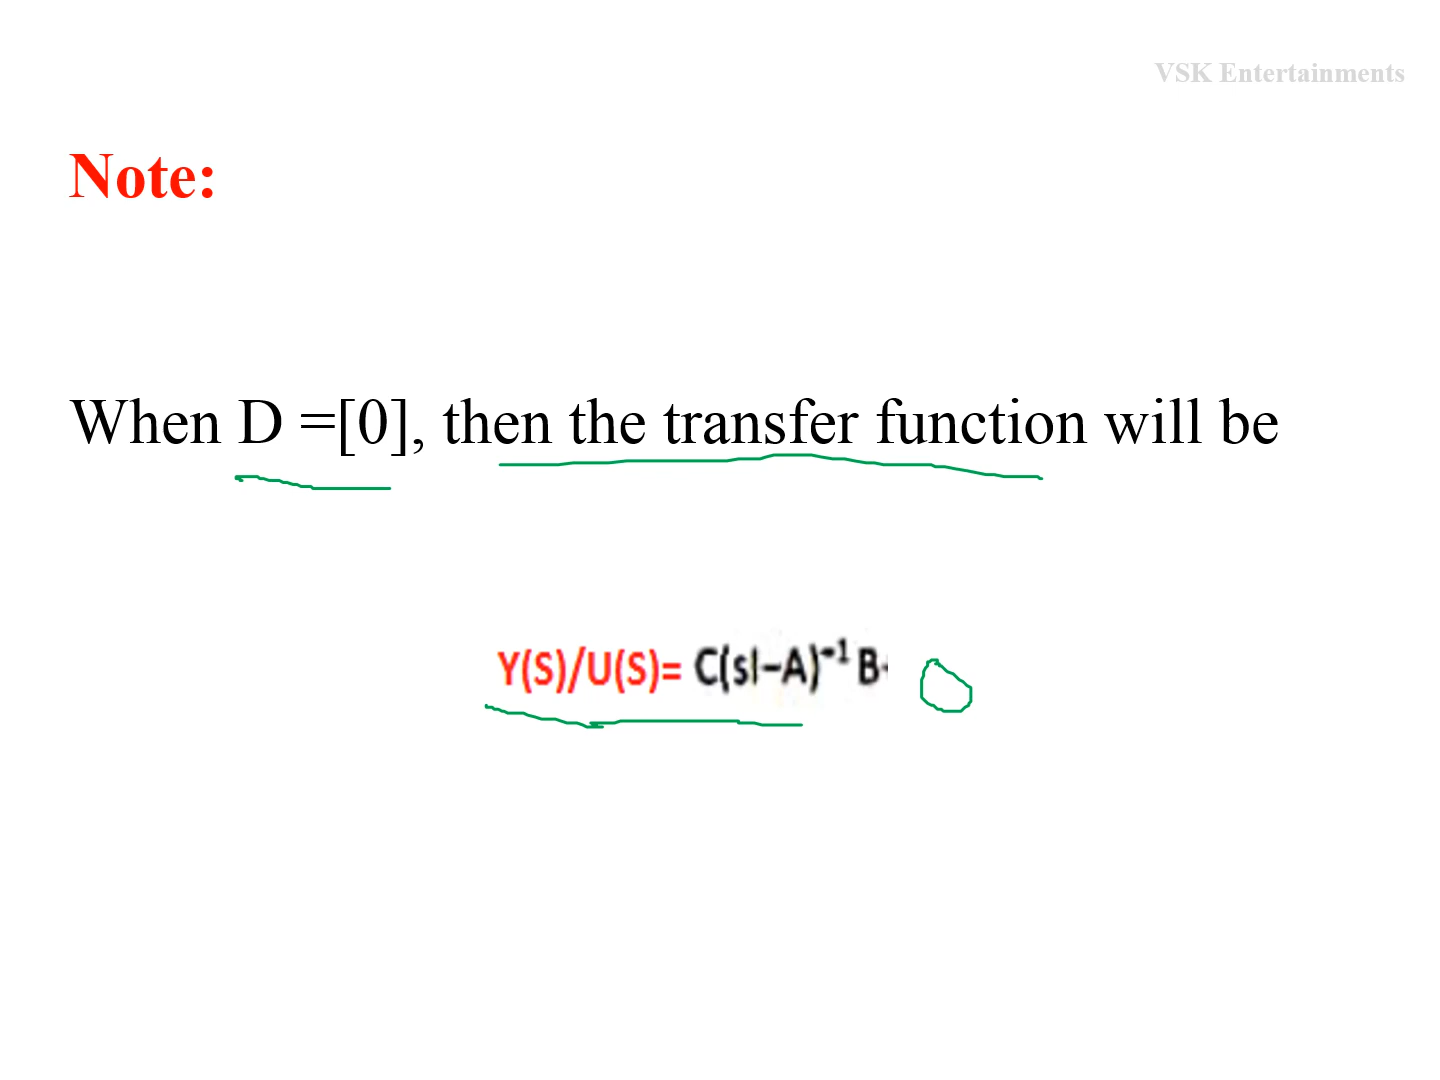 VSK Entertainments
Note:
When D =[0], then the transfer function will be
Y(S)/U(S)= C(sI–A)⁻¹ B